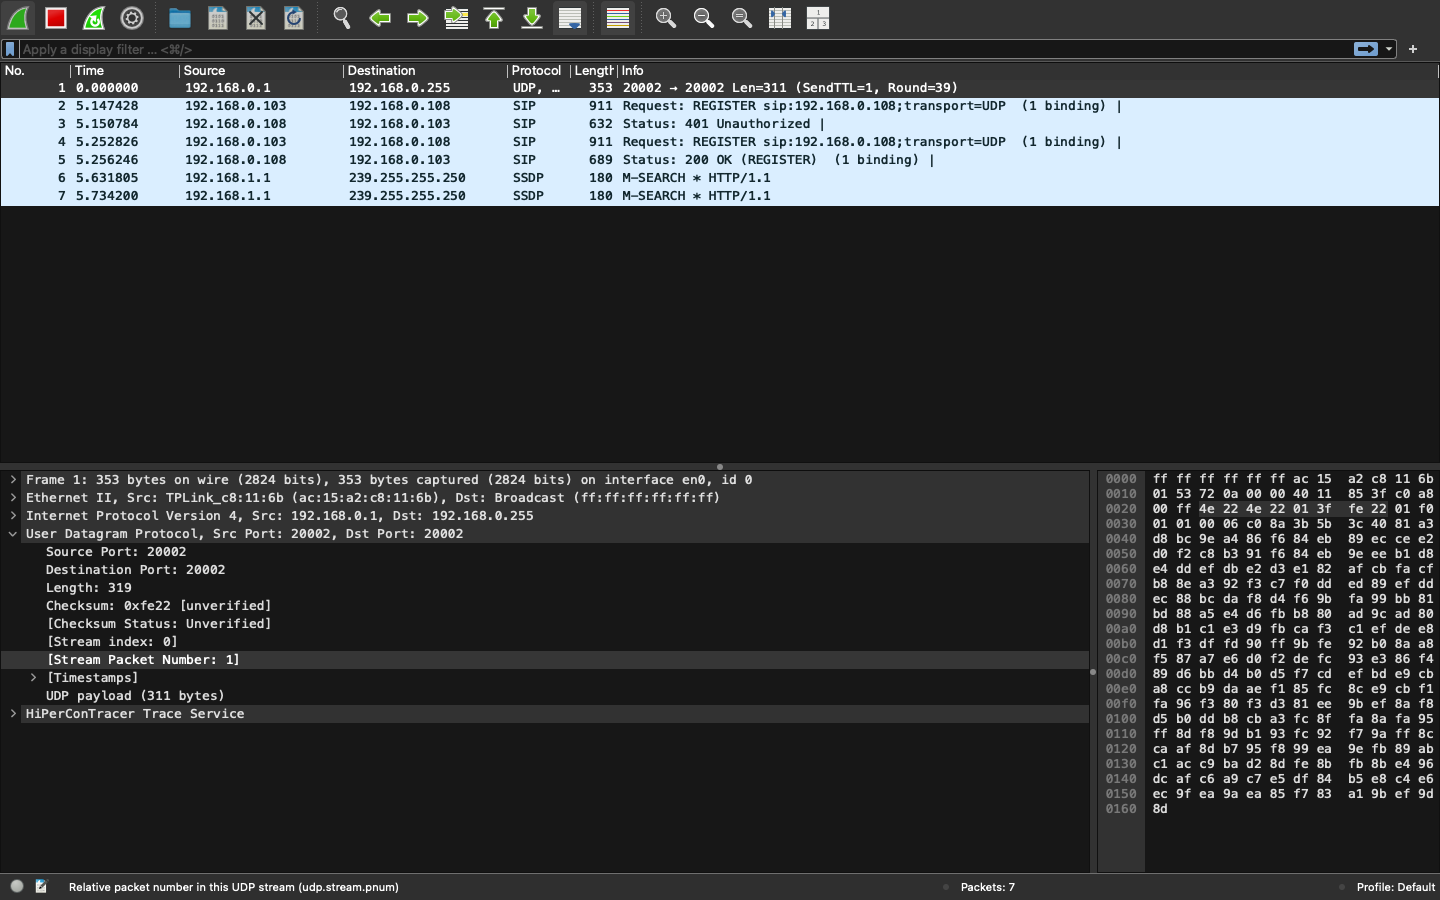 Apply a display filter ... <⌘/>
No. Time Source Destination Protocol Length Info
1 0.000000 192.168.0.1 192.168.0.255 UDP, … 353 20002 → 20002 Len=311 (SendTTL=1, Round=39)
2 5.147428 192.168.0.103 192.168.0.108 SIP 911 Request: REGISTER sip:192.168.0.108;transport=UDP  (1 binding) |
3 5.150784 192.168.0.108 192.168.0.103 SIP 632 Status: 401 Unauthorized |
4 5.252826 192.168.0.103 192.168.0.108 SIP 911 Request: REGISTER sip:192.168.0.108;transport=UDP  (1 binding) |
5 5.256246 192.168.0.108 192.168.0.103 SIP 689 Status: 200 OK (REGISTER)  (1 binding) |
6 5.631805 192.168.1.1 239.255.255.250 SSDP 180 M-SEARCH * HTTP/1.1
7 5.734200 192.168.1.1 239.255.255.250 SSDP 180 M-SEARCH * HTTP/1.1
Frame 1: 353 bytes on wire (2824 bits), 353 bytes captured (2824 bits) on interface en0, id 0
Ethernet II, Src: TPLink_c8:11:6b (ac:15:a2:c8:11:6b), Dst: Broadcast (ff:ff:ff:ff:ff:ff)
Internet Protocol Version 4, Src: 192.168.0.1, Dst: 192.168.0.255
User Datagram Protocol, Src Port: 20002, Dst Port: 20002
Source Port: 20002
Destination Port: 20002
Length: 319
Checksum: 0xfe22 [unverified]
[Checksum Status: Unverified]
[Stream index: 0]
[Stream Packet Number: 1]
[Timestamps]
UDP payload (311 bytes)
HiPerConTracer Trace Service
0000 ff ff ff ff ff ff ac 15 a2 c8 11 6b
0010 01 53 72 0a 00 00 40 11 85 3f c0 a8
0020 00 ff 4e 22 4e 22 01 3f fe 22 01 f0
0030 01 01 00 06 c0 8a 3b 5b 3c 40 81 a3
0040 d8 bc 9e a4 86 f6 84 eb 89 ec ce e2
0050 d0 f2 c8 b3 91 f6 84 eb 9e ee b1 d8
0060 e4 dd ef db e2 d3 e1 82 af cb fa cf
0070 b8 8e a3 92 f3 c7 f0 dd ed 89 ef dd
0080 ec 88 bc da f8 d4 f6 9b fa 99 bb 81
0090 bd 88 a5 e4 d6 fb b8 80 ad 9c ad 80
00a0 d8 b1 c1 e3 d9 fb ca f3 c1 ef de e8
00b0 d1 f3 df fd 90 ff 9b fe 92 b0 8a a8
00c0 f5 87 a7 e6 d0 f2 de fc 93 e3 86 f4
00d0 89 d6 bb d4 b0 d5 f7 cd ef bd e9 cb
00e0 a8 cc b9 da ae f1 85 fc 8c e9 cb f1
00f0 fa 96 f3 80 f3 d3 81 ee 9b ef 8a f8
0100 d5 b0 dd b8 cb a3 fc 8f fa 8a fa 95
0110 ff 8d f8 9d b1 93 fc 92 f7 9a ff 8c
0120 ca af 8d b7 95 f8 99 ea 9e fb 89 ab
0130 c1 ac c9 ba d2 8d fe 8b fb 8b e4 96
0140 dc af c6 a9 c7 e5 df 84 b5 e8 c4 e6
0150 ec 9f ea 9a ea 85 f7 83 a1 9b ef 9d
0160 8d
Relative packet number in this UDP stream (udp.stream.pnum) Packets: 7 Profile: Default